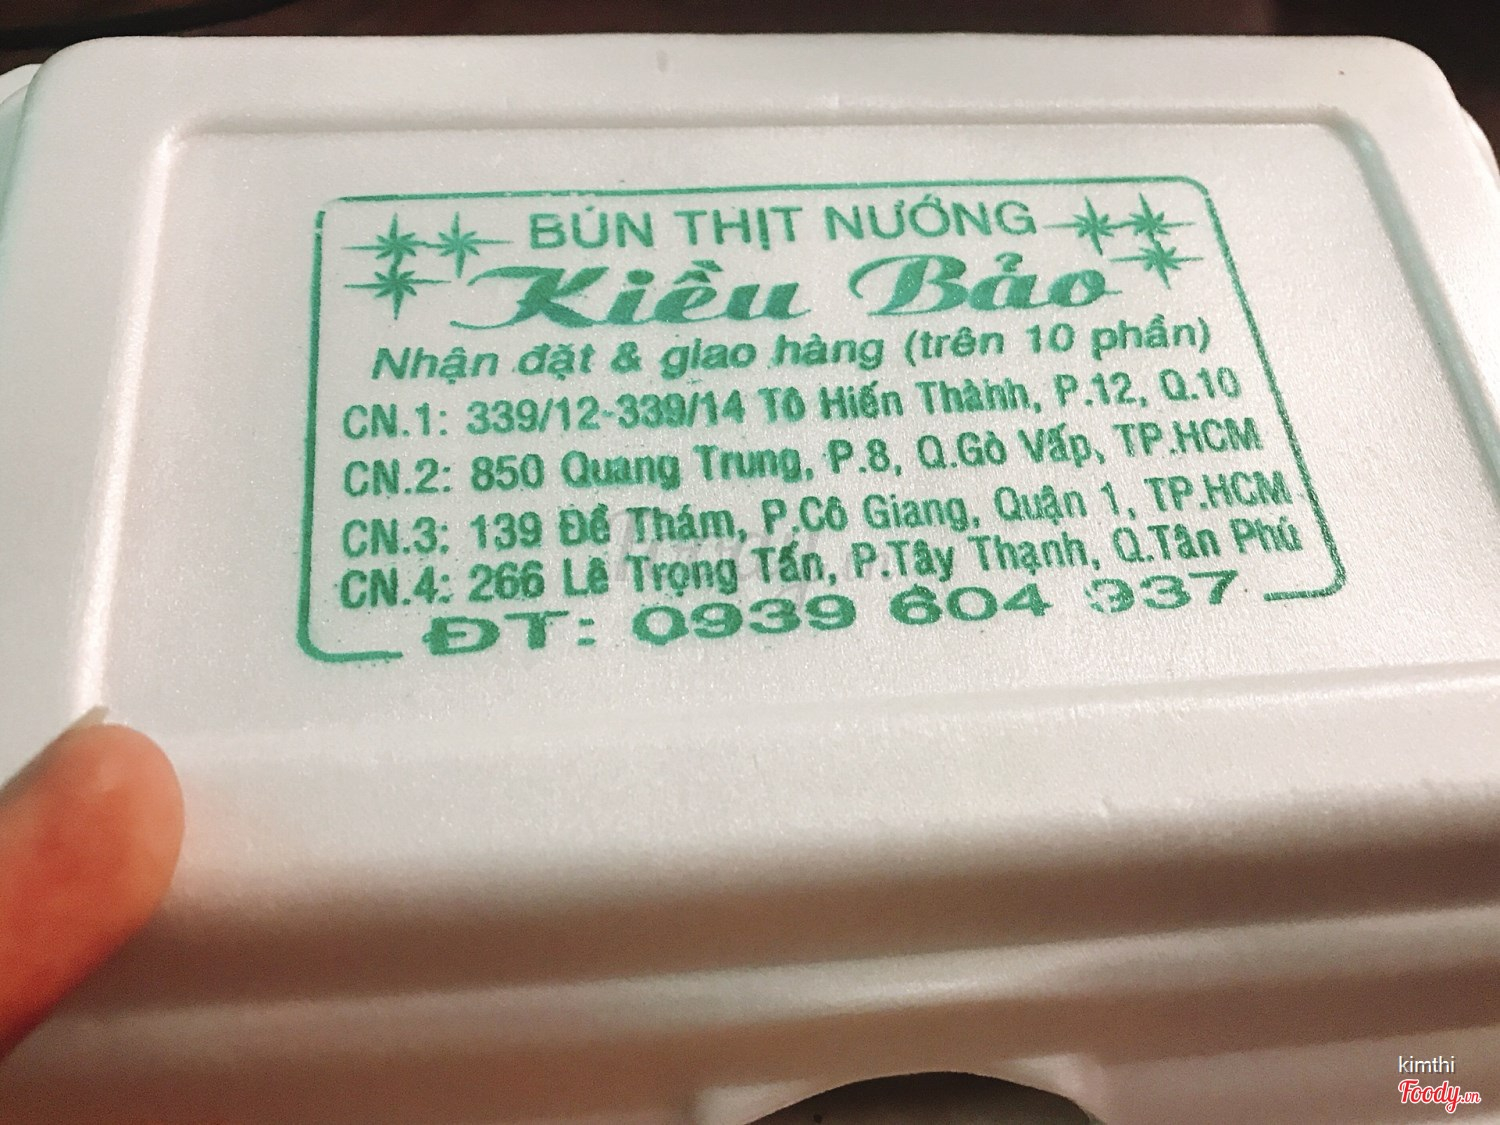 BÚN THỊT NƯỚNG
Kiều Bảo
Nhận đặt & giao hàng (trên 10 phần)
CN.1: 339/12-339/14 Tô Hiến Thành, P.12, Q.10
CN.2: 850 Quang Trung, P.8, Q.Gò Vấp, TP.HCM
CN.3: 139 Đề Thám, P.Cô Giang, Quận 1, TP.HCM
CN.4: 266 Lê Trọng Tấn, P.Tây Thạnh, Q.Tân Phú
ĐT: 0939 604 937
kimthi
Foody.vn